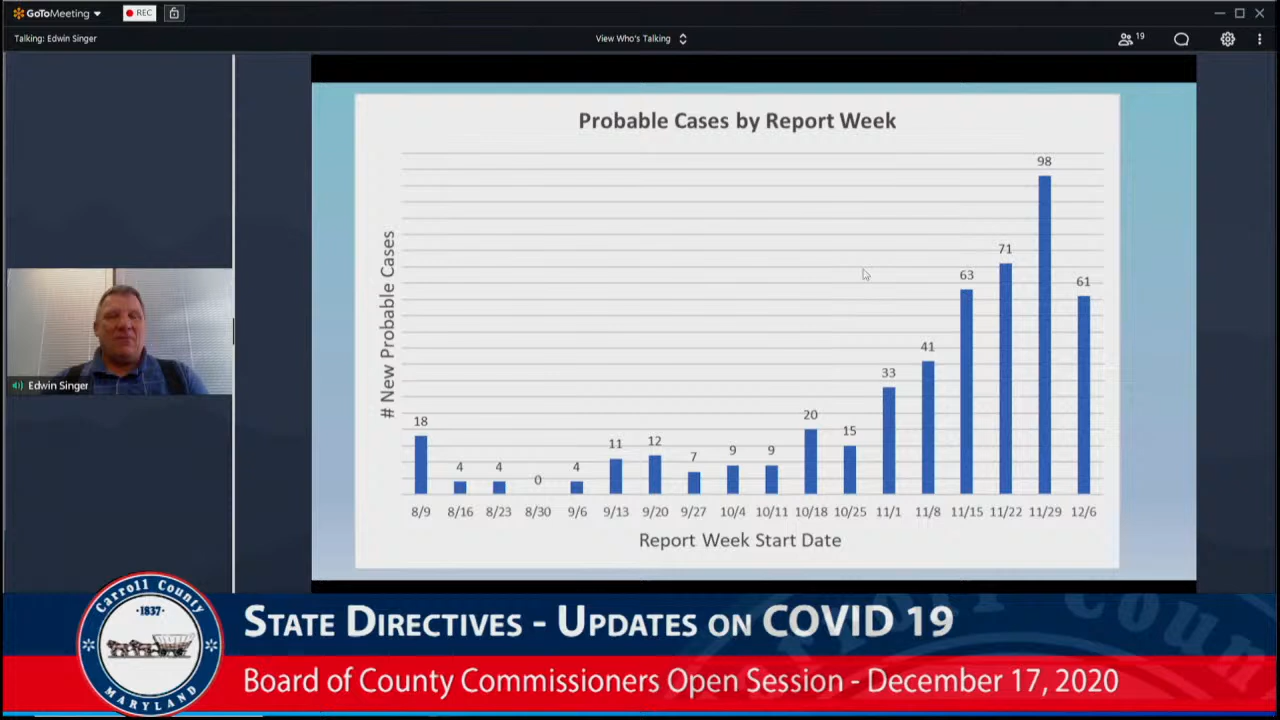 GoToMeeting
REC
Talking: Edwin Singer
View Who's Talking
19
Probable Cases by Report Week
# New Probable Cases
18
4
4
0
4
11
12
7
9
9
20
15
33
41
63
71
98
61
8/9 8/16 8/23 8/30 9/6 9/13 9/20 9/27 10/4 10/11 10/18 10/25 11/1 11/8 11/15 11/22 11/29 12/6
Report Week Start Date
Edwin Singer
Carroll County
·1837·
MARYLAND
STATE DIRECTIVES - UPDATES ON COVID 19
Board of County Commissioners Open Session - December 17, 2020